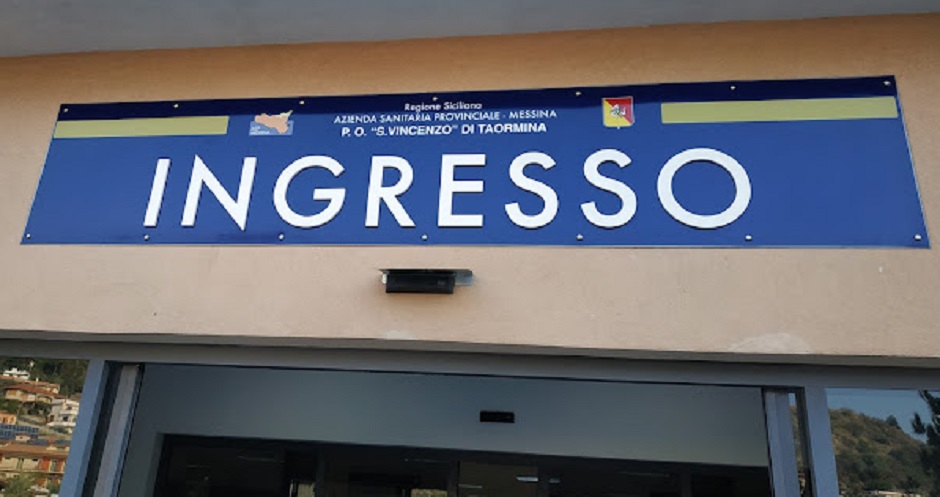 Regione Siciliana
AZIENDA SANITARIA PROVINCIALE - MESSINA
P. O. "S.VINCENZO" DI TAORMINA
INGRESSO